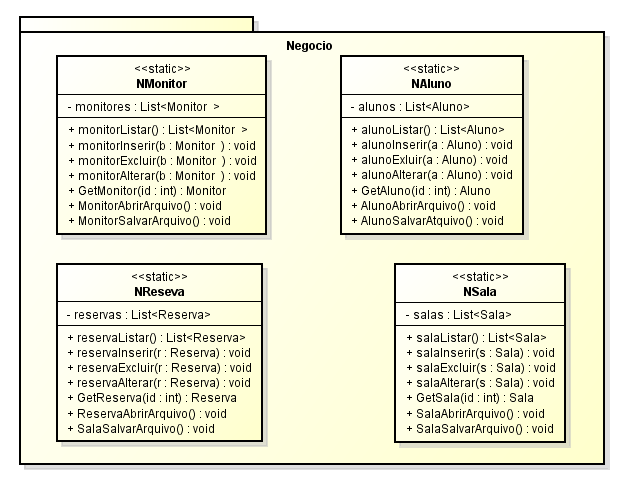 Negocio
<<static>>
NMonitor
- monitores : List<Monitor >
+ monitorListar() : List<Monitor >
+ monitorInserir(b : Monitor ) : void
+ monitorExcluir(b : Monitor ) : void
+ monitorAlterar(b : Monitor ) : void
+ GetMonitor(id : int) : Monitor
+ MonitorAbrirArquivo() : void
+ MonitorSalvarArquivo() : void
<<static>>
NAluno
- alunos : List<Aluno>
+ alunoListar() : List<Aluno>
+ alunoInserir(a : Aluno) : void
+ alunoExluir(a : Aluno) : void
+ alunoAlterar(a : Aluno) : void
+ GetAluno(id : int) : Aluno
+ AlunoAbrirArquivo() : void
+ AlunoSalvarAtquivo() : void
<<static>>
NReseva
- reservas : List<Reserva>
+ reservaListar() : List<Reserva>
+ reservaInserir(r : Reserva) : void
+ reservaExcluir(r : Reserva) : void
+ reservaAlterar(r : Reserva) : void
+ GetReserva(id : int) : Reserva
+ ReservaAbrirArquivo() : void
+ SalaSalvarArquivo() : void
<<static>>
NSala
- salas : List<Sala>
+ salaListar() : List<Sala>
+ salaInserir(s : Sala) : void
+ salaExcluir(s : Sala) : void
+ salaAlterar(s : Sala) : void
+ GetSala(id : int) : Sala
+ SalaAbrirArquivo() : void
+ SalaSalvarArquivo() : void